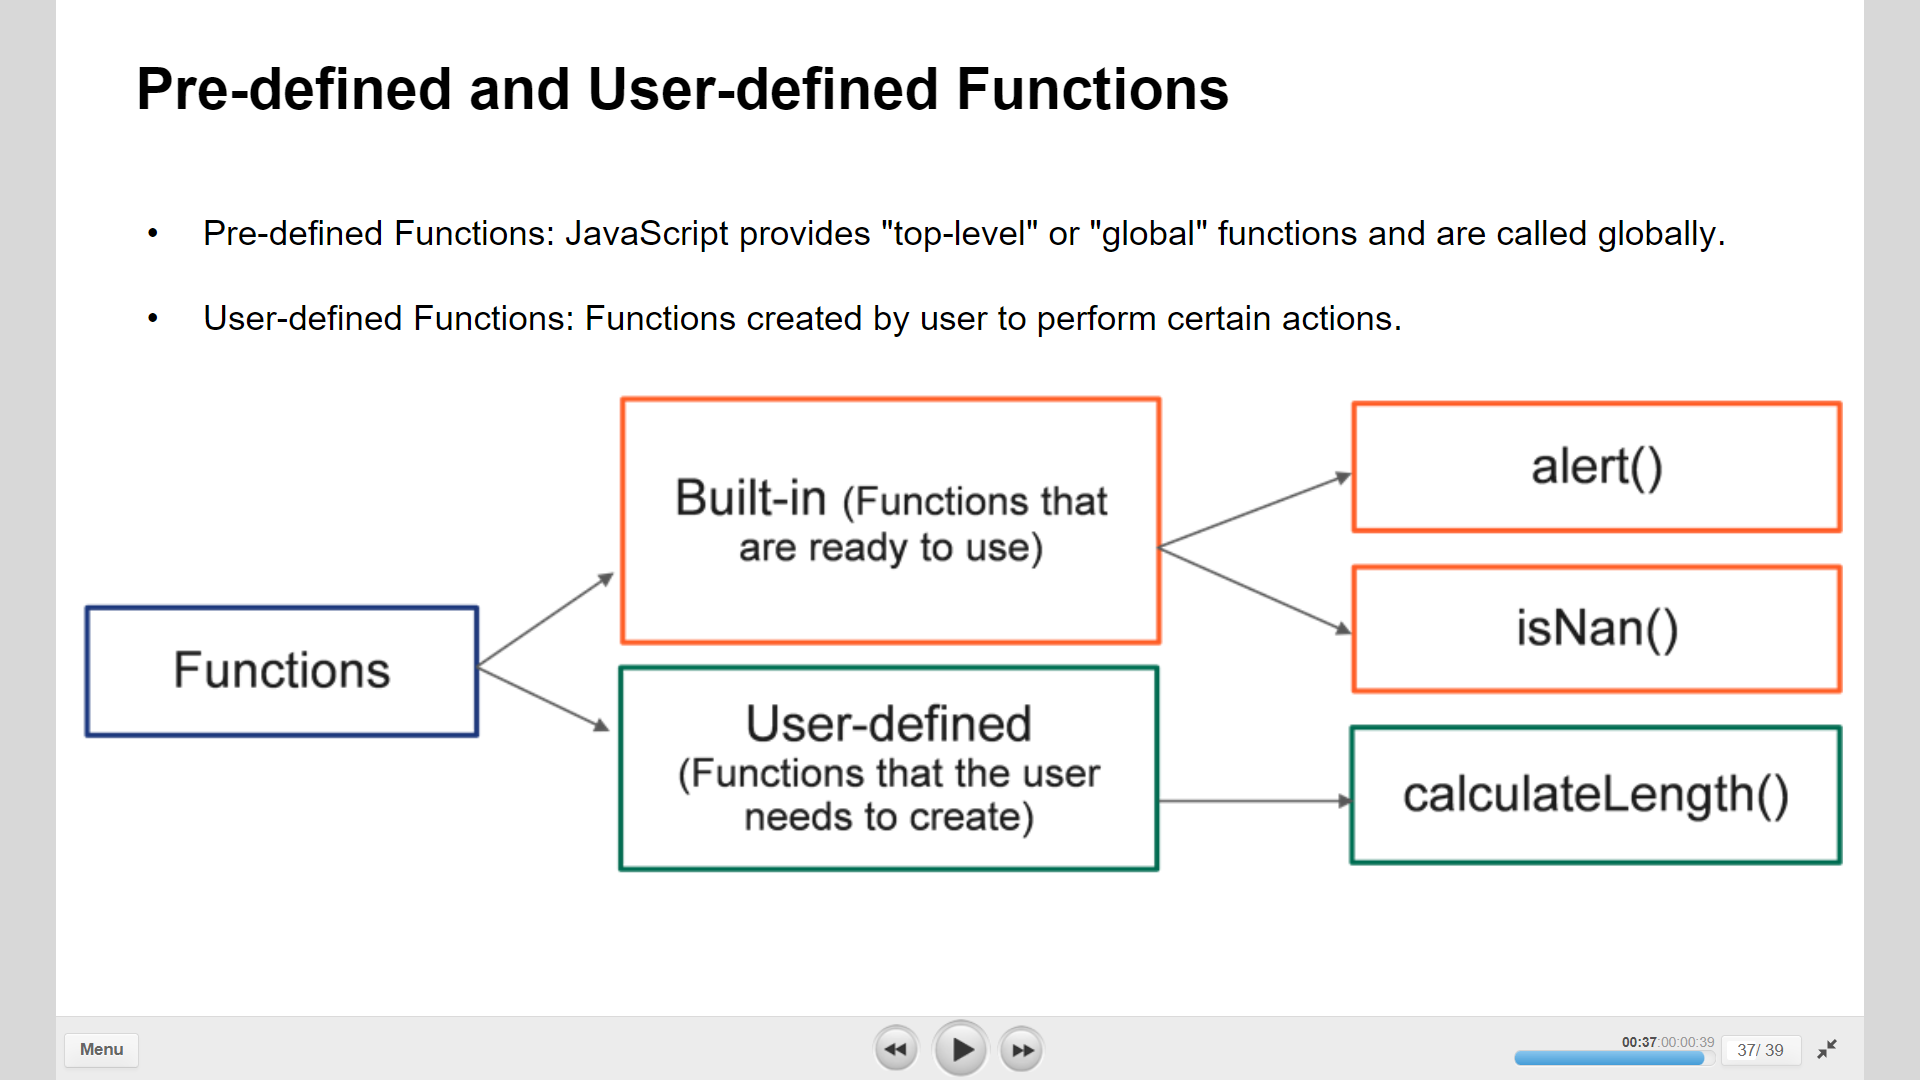 Pre-defined and User-defined Functions
• Pre-defined Functions: JavaScript provides "top-level" or "global" functions and are called globally.
• User-defined Functions: Functions created by user to perform certain actions.
Functions
Built-in (Functions that
are ready to use)
User-defined
(Functions that the user
needs to create)
alert()
isNan()
calculateLength()
Menu
00:37:00:00:39
37/ 39